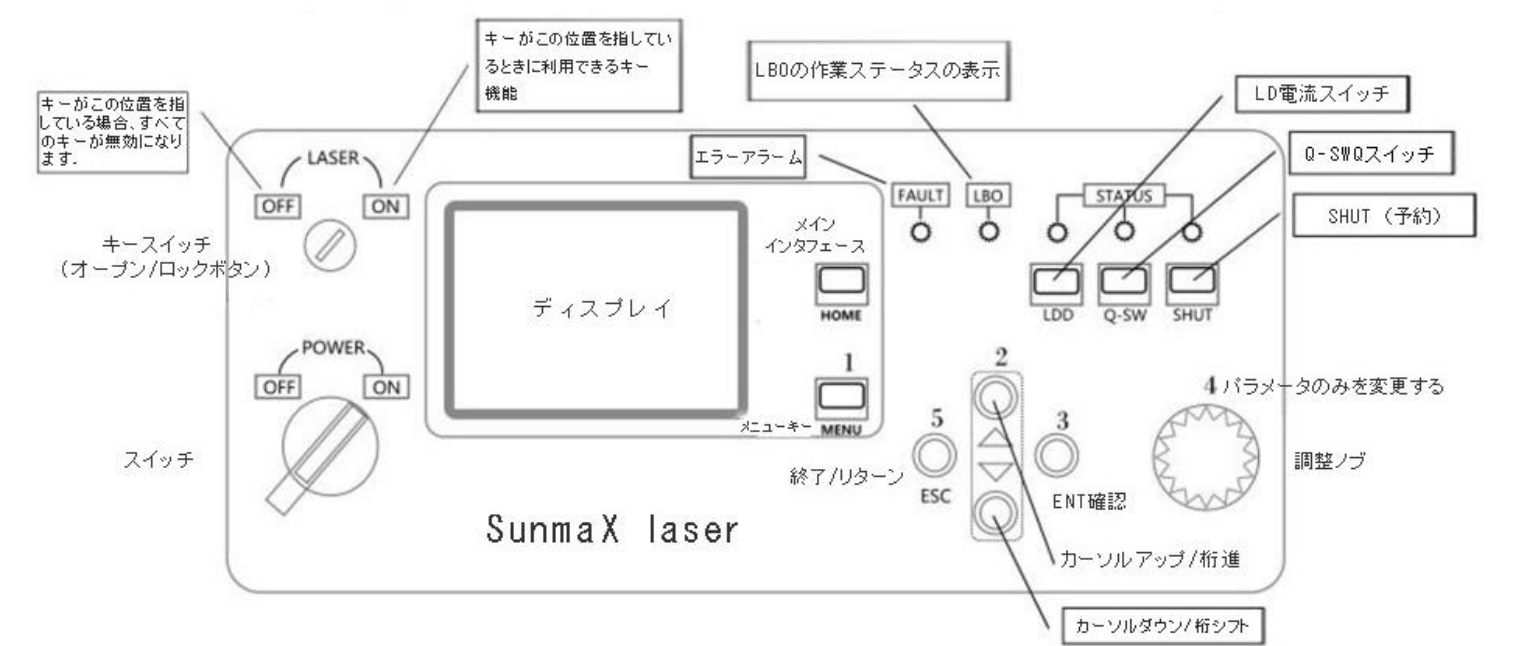 キーがこの位置を指してい
るときに利用できるキー
機能
LBOの作業ステータスの表示
LD電流スイッチ
キーがこの位置を指
している場合、すべて
のキーが無効になり
ます.
エラーアラーム
Q-SWQスイッチ
LASER
OFF
ON
FAULT
LBO
STATUS
SHUT (予約)
キースイッチ
(オープン/ロックボタン)
メイン
インタフェース
ディスプレイ
HOME
LDD
Q-SW
SHUT
POWER
OFF
ON
1
2
4 パラメータのみを変更する
メニューキー
MENU
5
3
スイッチ
終了/リターン
ESC
ENT確認
調整ノブ
SunmaX laser
カーソルアップ/桁進
カーソルダウン/桁シフト